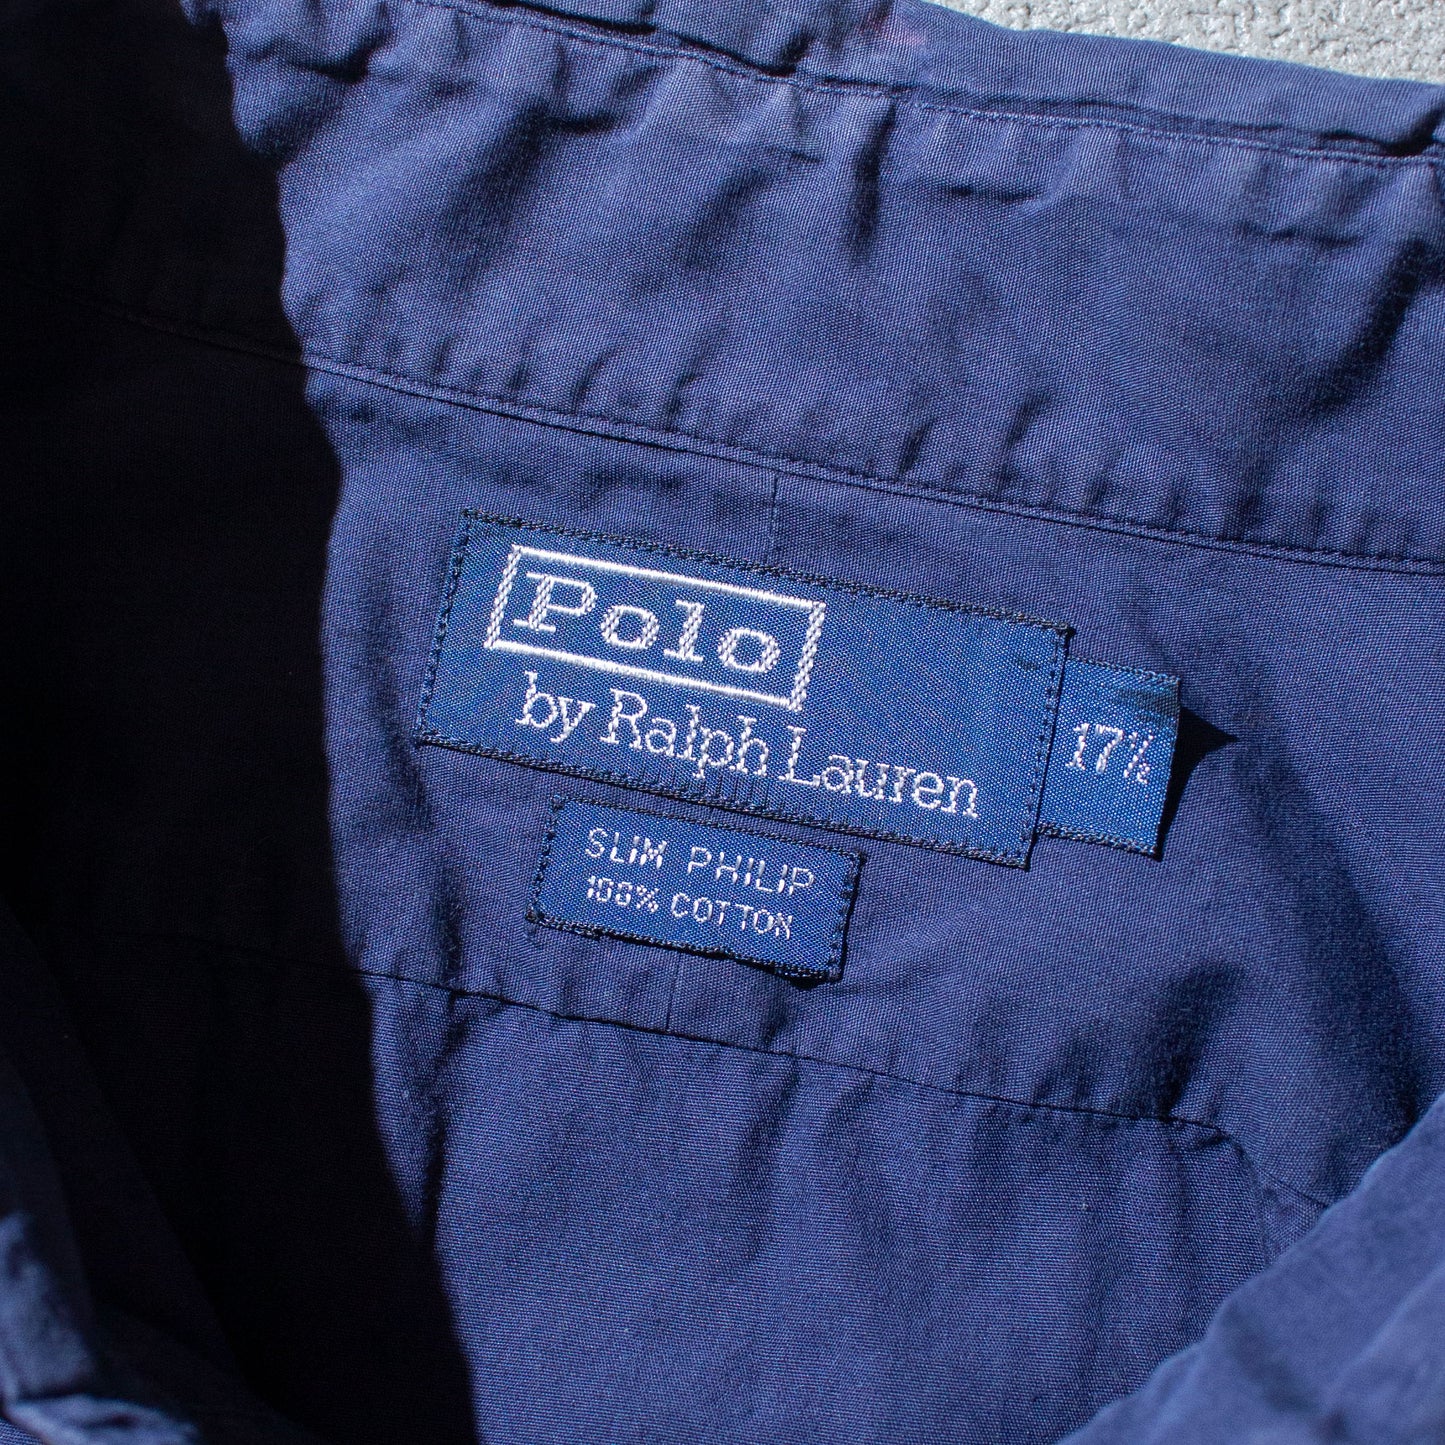 Polo
by Ralph Lauren
17½
SLIM PHILIP
100% COTTON